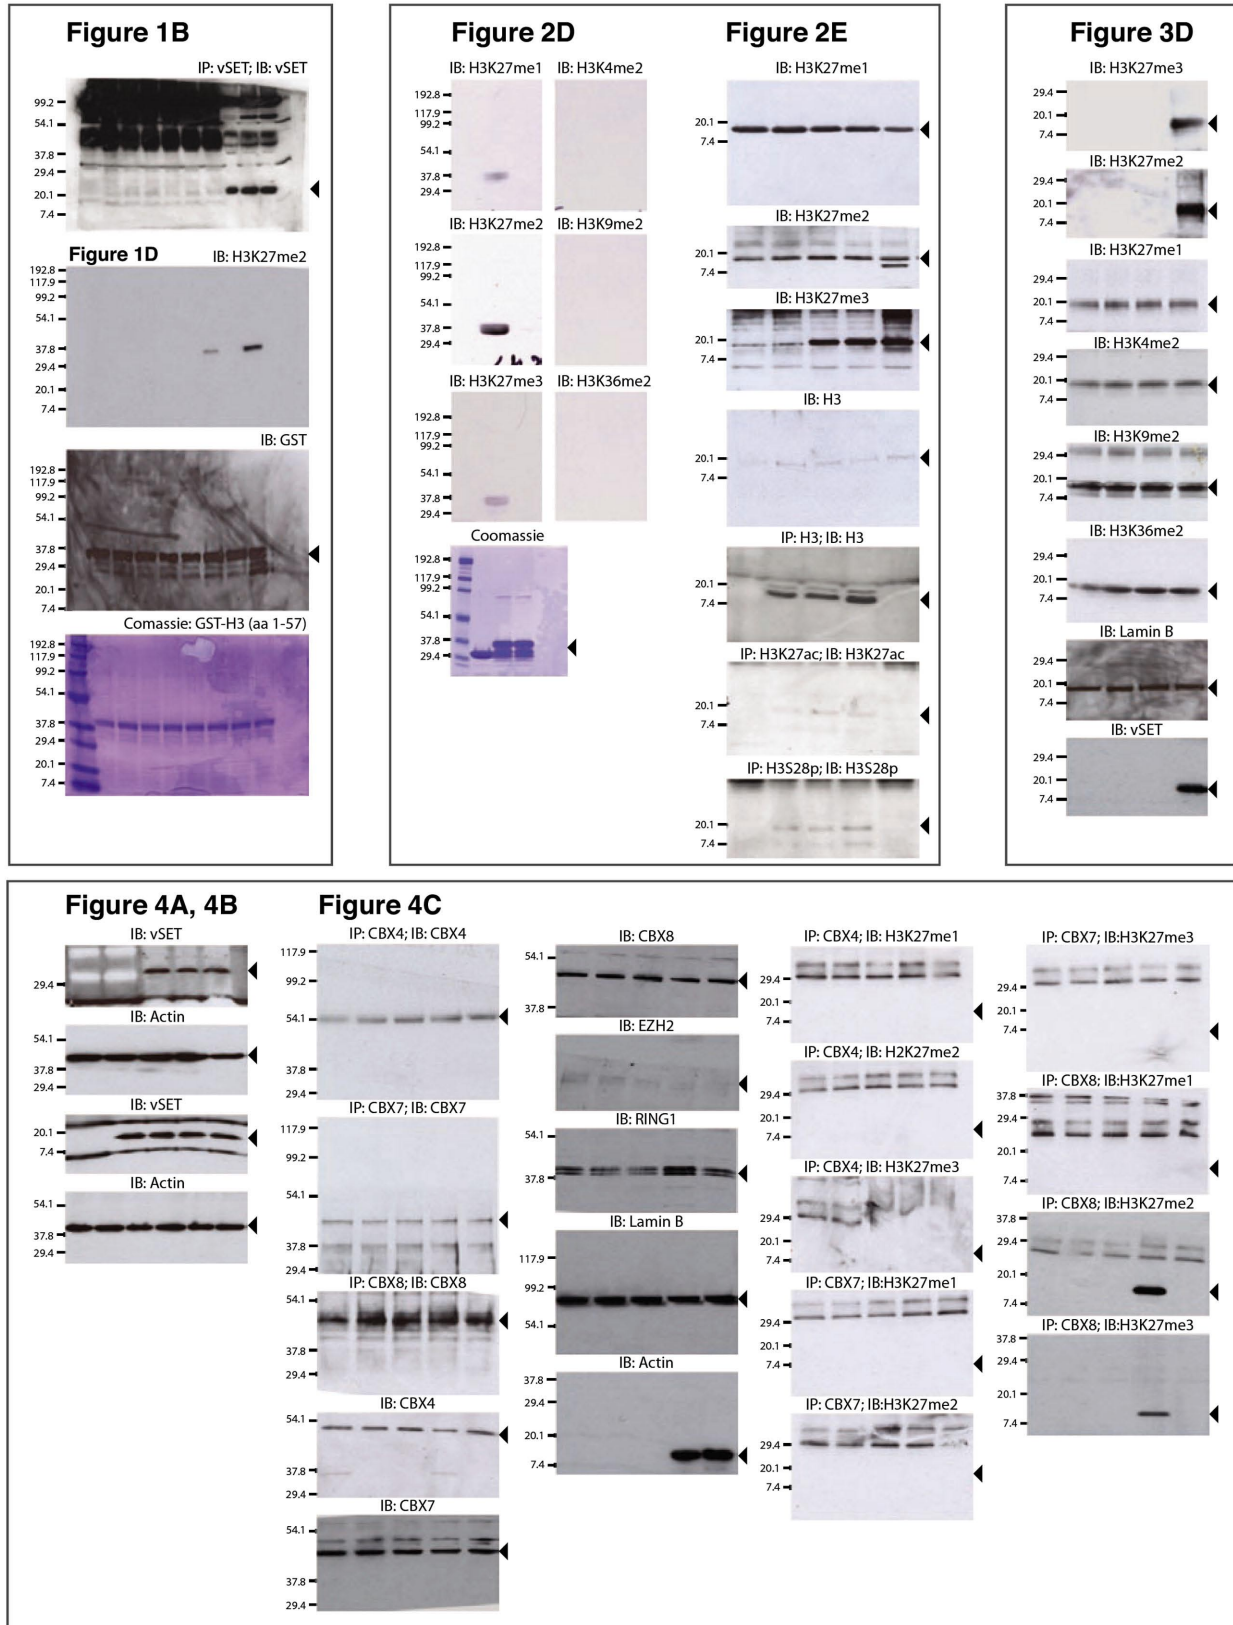 Figure 1B
IP: vSET; IB: vSET
99.2
54.1
37.8
29.4
20.1
7.4
Figure 1D
IB: H3K27me2
192.8
117.9
99.2
54.1
37.8
29.4
20.1
7.4
IB: GST
192.8
117.9
99.2
54.1
37.8
29.4
20.1
7.4
Comassie: GST-H3 (aa 1-57)
192.8
117.9
99.2
54.1
37.8
29.4
20.1
7.4
Figure 2D
IB: H3K27me1
IB: H3K4me2
192.8
117.9
99.2
54.1
37.8
29.4
IB: H3K27me2
IB: H3K9me2
192.8
117.9
99.2
54.1
37.8
29.4
IB: H3K27me3
IB: H3K36me2
192.8
117.9
99.2
54.1
37.8
29.4
Coomassie
192.8
117.9
99.2
54.1
37.8
29.4
Figure 2E
IB: H3K27me1
20.1
7.4
IB: H3K27me2
20.1
7.4
IB: H3K27me3
20.1
7.4
IB: H3
20.1
7.4
IP: H3; IB: H3
20.1
7.4
IP: H3K27ac; IB: H3K27ac
20.1
7.4
IP: H3S28p; IB: H3S28p
20.1
7.4
Figure 3D
IB: H3K27me3
29.4
20.1
7.4
IB: H3K27me2
29.4
20.1
7.4
IB: H3K27me1
29.4
20.1
7.4
IB: H3K4me2
29.4
20.1
7.4
IB: H3K9me2
29.4
20.1
7.4
IB: H3K36me2
29.4
20.1
7.4
IB: Lamin B
29.4
20.1
7.4
IB: vSET
29.4
20.1
7.4
Figure 4A, 4B
IB: vSET
29.4
IB: Actin
54.1
37.8
29.4
IB: vSET
20.1
7.4
IB: Actin
54.1
37.8
29.4
Figure 4C
IP: CBX4; IB: CBX4
117.9
99.2
54.1
37.8
29.4
IP: CBX7; IB: CBX7
117.9
99.2
54.1
37.8
29.4
IP: CBX8; IB: CBX8
54.1
37.8
29.4
IB: CBX4
54.1
37.8
29.4
IB: CBX7
54.1
37.8
29.4
IB: CBX8
54.1
37.8
IB: EZH2
IB: RING1
54.1
37.8
IB: Lamin B
117.9
99.2
54.1
IB: Actin
37.8
20.1
7.4
IP: CBX4; IB: H3K27me1
29.4
20.1
7.4
IP: CBX4; IB: H2K27me2
29.4
20.1
7.4
IP: CBX4; IB: H3K27me3
29.4
20.1
7.4
IP: CBX7; IB:H3K27me1
29.4
20.1
7.4
IP: CBX7; IB:H3K27me2
29.4
20.1
7.4
IP: CBX7; IB:H3K27me3
29.4
20.1
7.4
IP: CBX8; IB:H3K27me1
37.8
29.4
20.1
7.4
IP: CBX8; IB:H3K27me2
37.8
29.4
20.1
7.4
IP: CBX8; IB:H3K27me3
37.8
29.4
20.1
7.4